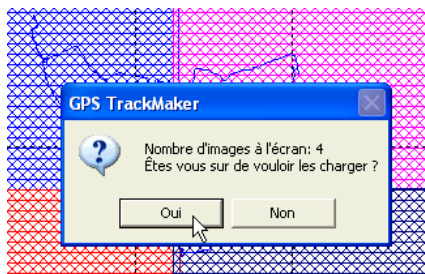 GPS TrackMaker
Nombre d'images à l'écran: 4
Êtes vous sur de vouloir les charger ?
Oui
Non